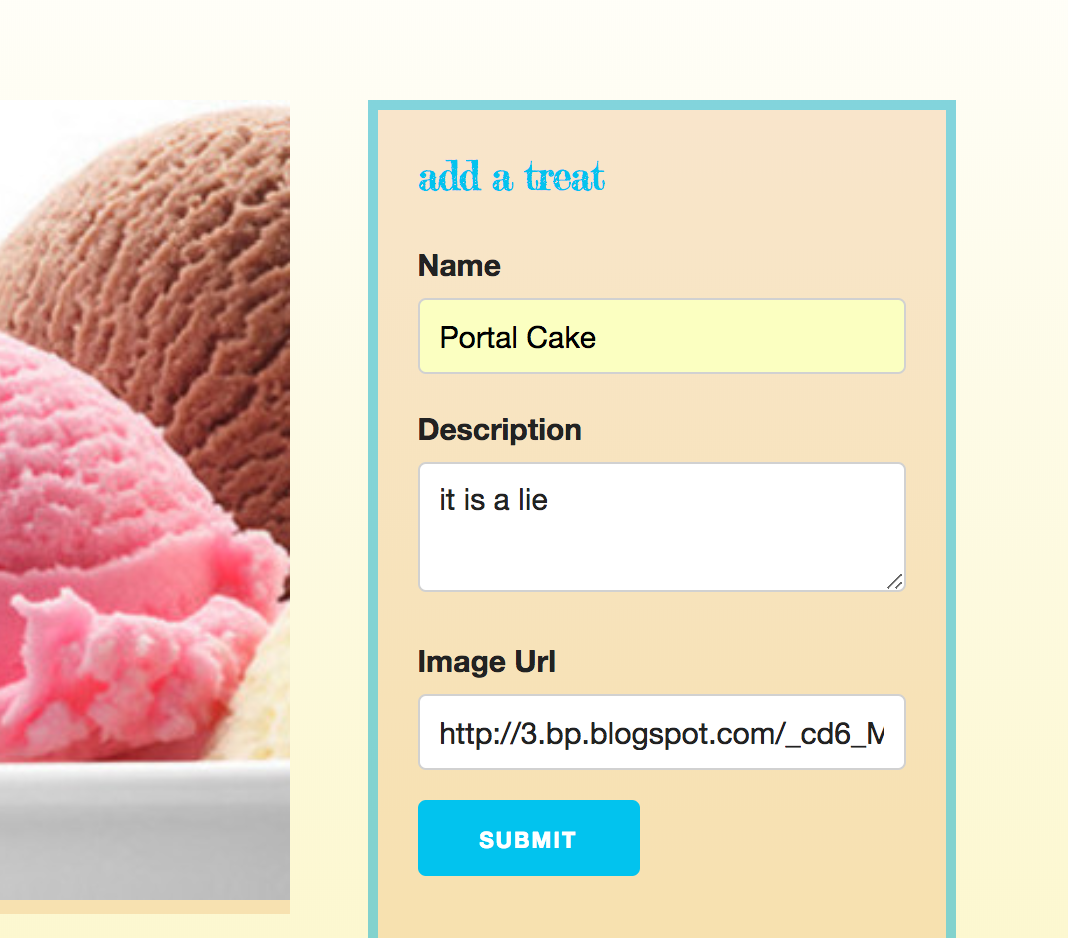 add a treat
Name
Portal Cake
Description
it is a lie
Image Url
http://3.bp.blogspot.com/_cd6_M
SUBMIT